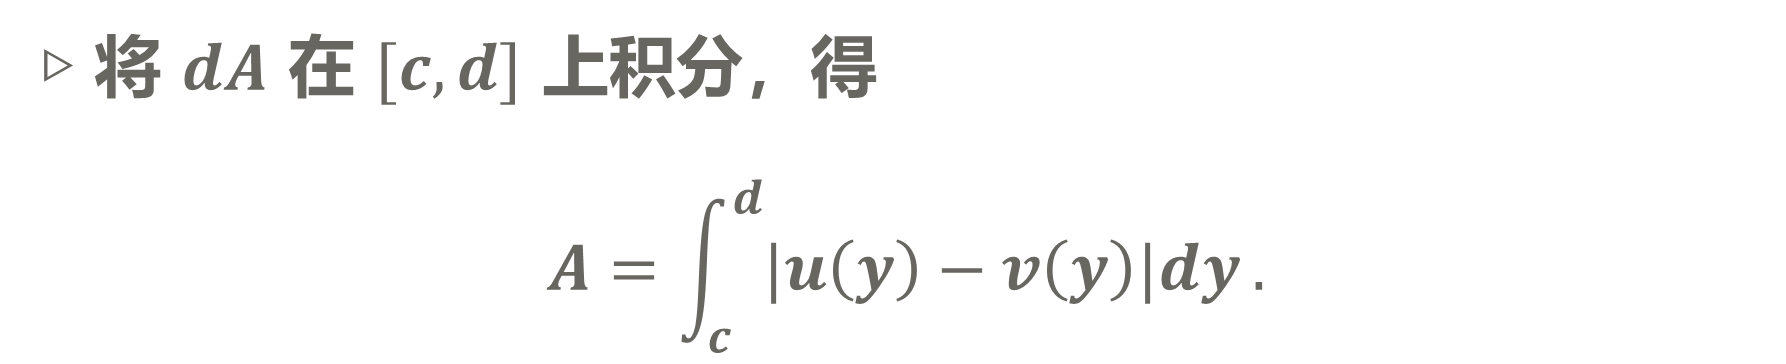 ▷ 将 dA 在 [c, d] 上积分，得
A = ∫_c^d |u(y) − v(y)|dy .